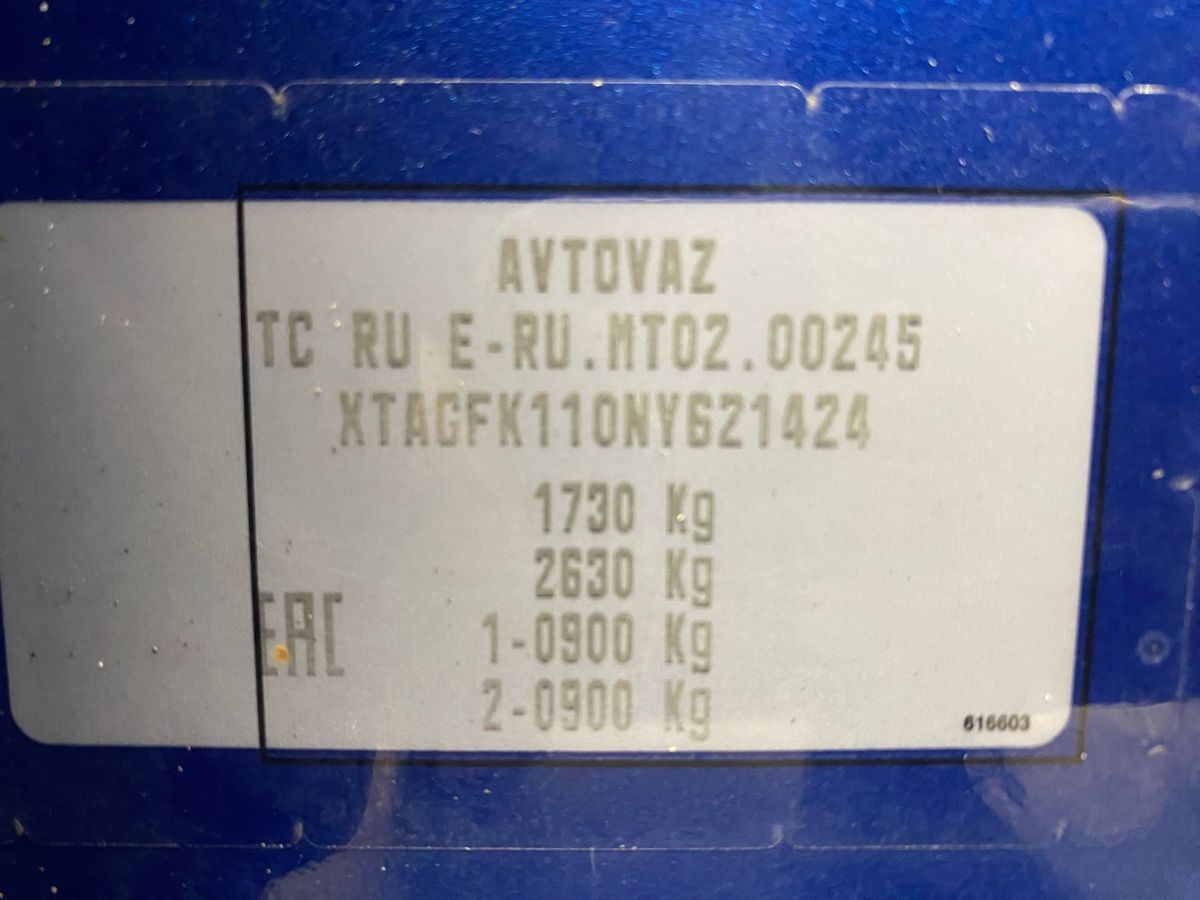 AVTOVAZ
TC RU E-RU.MT02.00245
XTAGFK110NY621424
1730 Kg
2630 Kg
1-0900 Kg
2-0900 Kg
EAC
616603